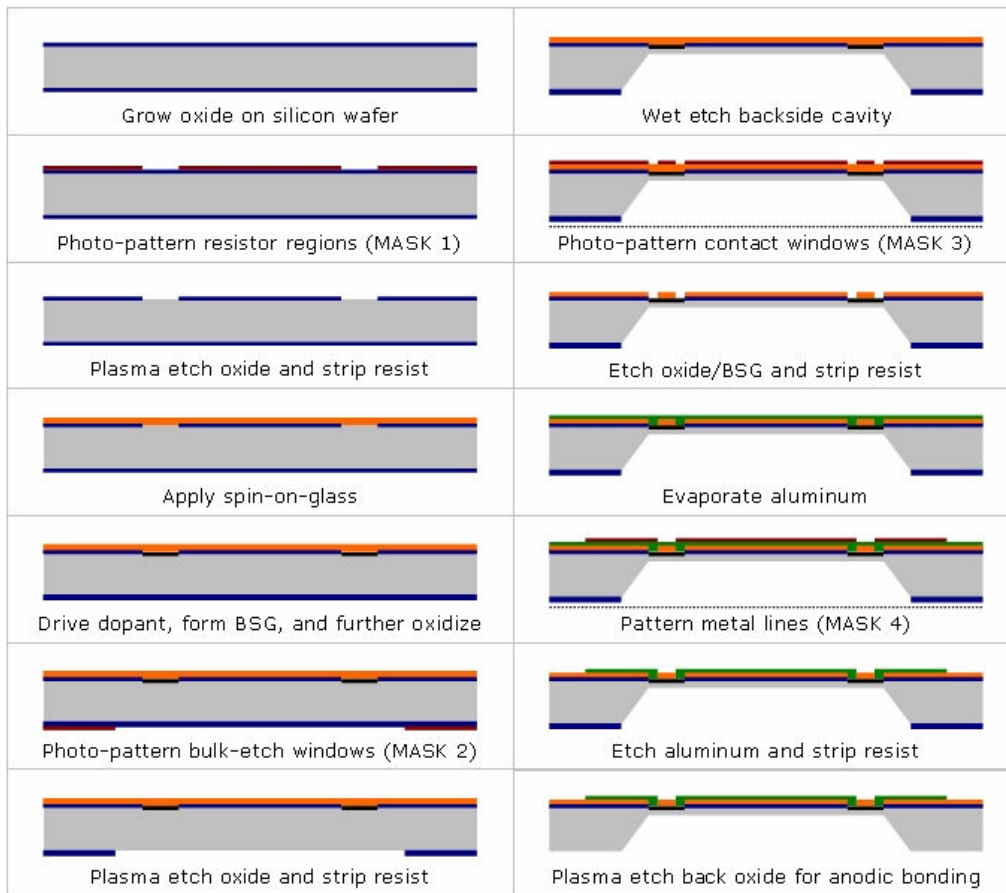 Grow oxide on silicon wafer
Photo-pattern resistor regions (MASK 1)
Plasma etch oxide and strip resist
Apply spin-on-glass
Drive dopant, form BSG, and further oxidize
Photo-pattern bulk-etch windows (MASK 2)
Plasma etch oxide and strip resist
Wet etch backside cavity
Photo-pattern contact windows (MASK 3)
Etch oxide/BSG and strip resist
Evaporate aluminum
Pattern metal lines (MASK 4)
Etch aluminum and strip resist
Plasma etch back oxide for anodic bonding